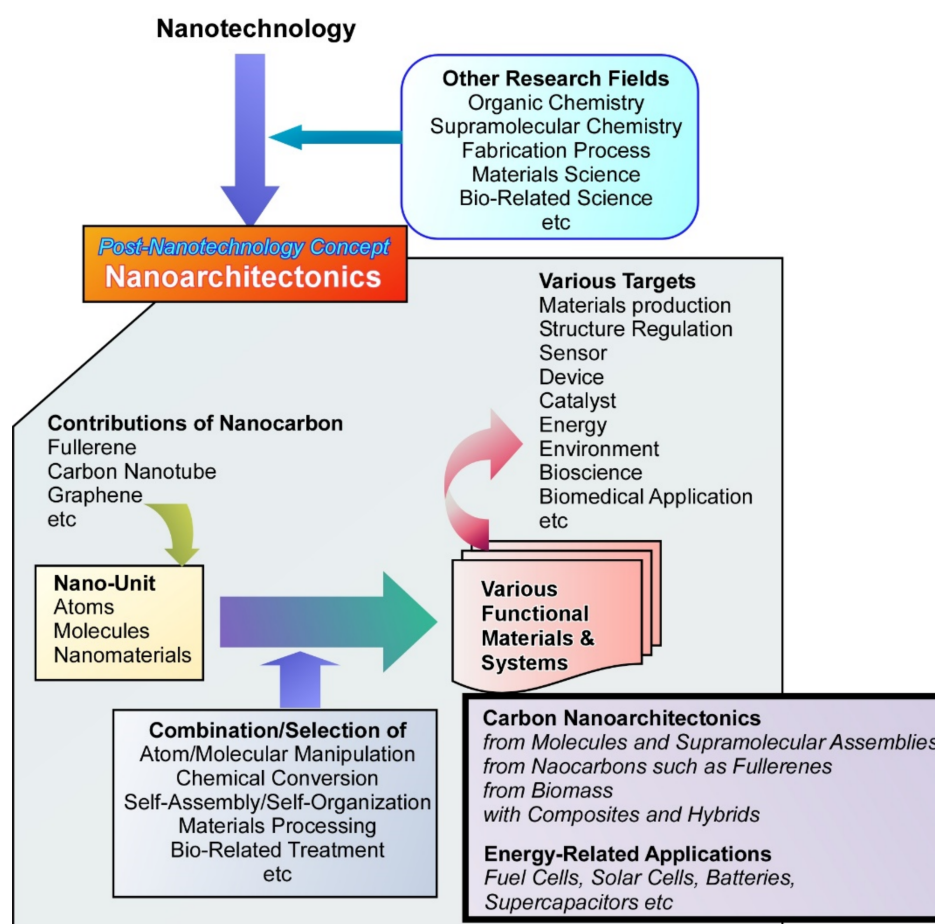 Nanotechnology
Other Research Fields
Organic Chemistry
Supramolecular Chemistry
Fabrication Process
Materials Science
Bio-Related Science
etc
Post-Nanotechnology Concept
Nanoarchitectonics
Various Targets
Materials production
Structure Regulation
Sensor
Device
Catalyst
Energy
Environment
Bioscience
Biomedical Application
etc
Contributions of Nanocarbon
Fullerene
Carbon Nanotube
Graphene
etc
Nano-Unit
Atoms
Molecules
Nanomaterials
Various
Functional
Materials &
Systems
Combination/Selection of
Atom/Molecular Manipulation
Chemical Conversion
Self-Assembly/Self-Organization
Materials Processing
Bio-Related Treatment
etc
Carbon Nanoarchitectonics
from Molecules and Supramolecular Assemblies
from Naocarbons such as Fullerenes
from Biomass
with Composites and Hybrids
Energy-Related Applications
Fuel Cells, Solar Cells, Batteries,
Supercapacitors etc